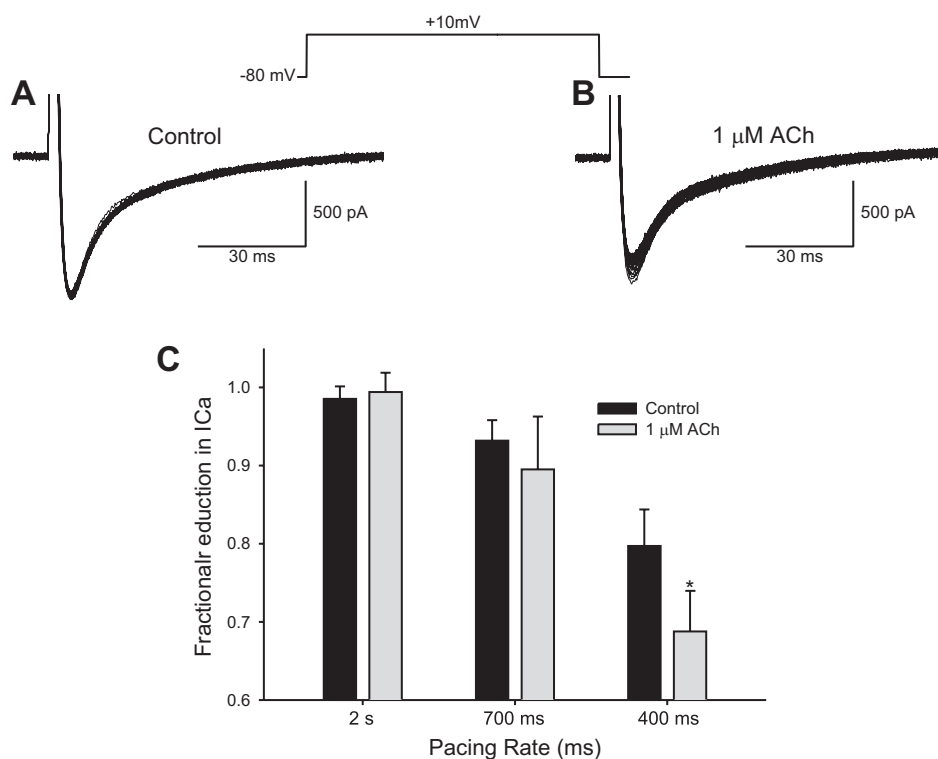 +10mV
-80 mV
A
Control
500 pA
30 ms
B
1 μM ACh
500 pA
30 ms
C
Fractionalr eduction in ICa
1.0
0.9
0.8
0.7
0.6
Control
1 μM ACh
*
2 s
700 ms
400 ms
Pacing Rate (ms)